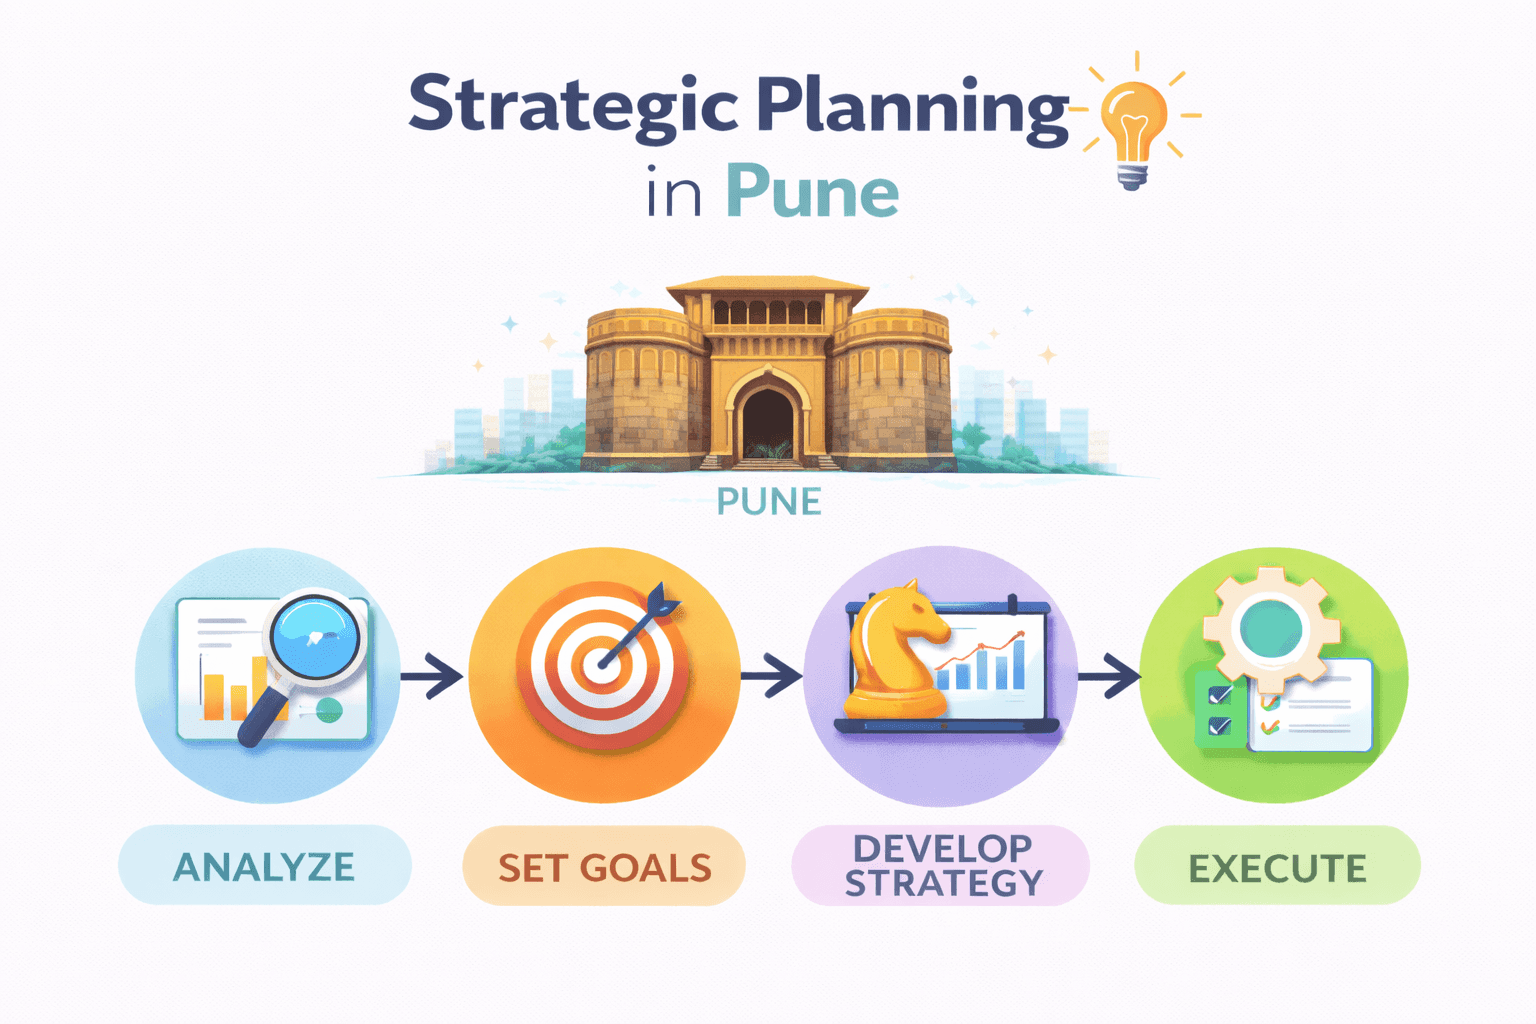 Strategic Planning
in Pune
PUNE
ANALYZE
SET GOALS
DEVELOP
STRATEGY
EXECUTE